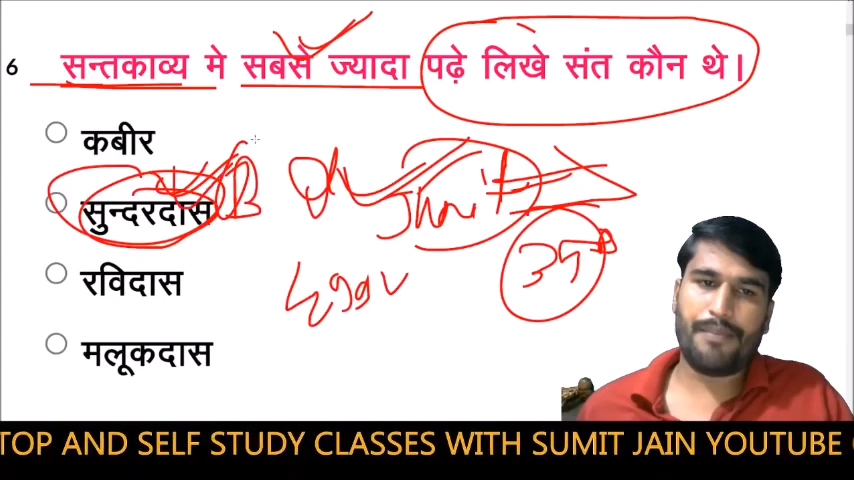 6 सन्तकाव्य मे सबसे ज्यादा पढ़े लिखे संत कौन थे।
कबीर
सुन्दरदास B
रविदास
मलूकदास
TOP AND SELF STUDY CLASSES WITH SUMIT JAIN YOUTUBE